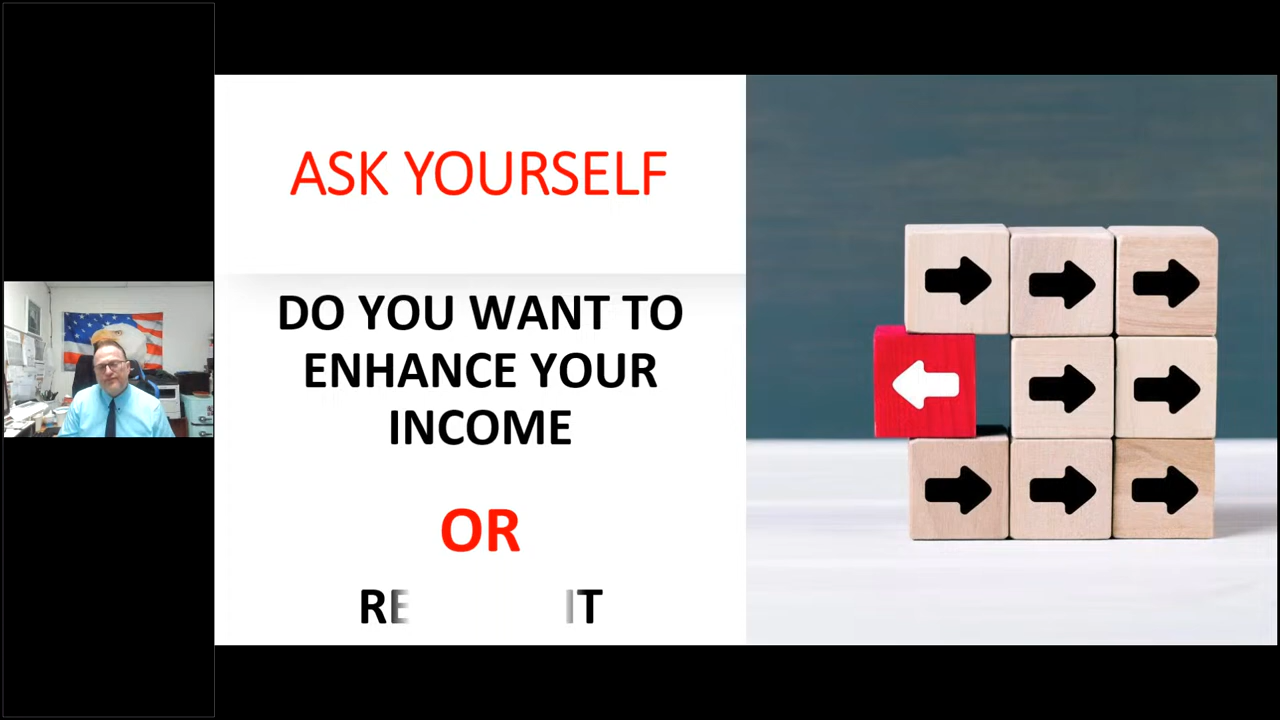 ASK YOURSELF
DO YOU WANT TO
ENHANCE YOUR
INCOME
OR